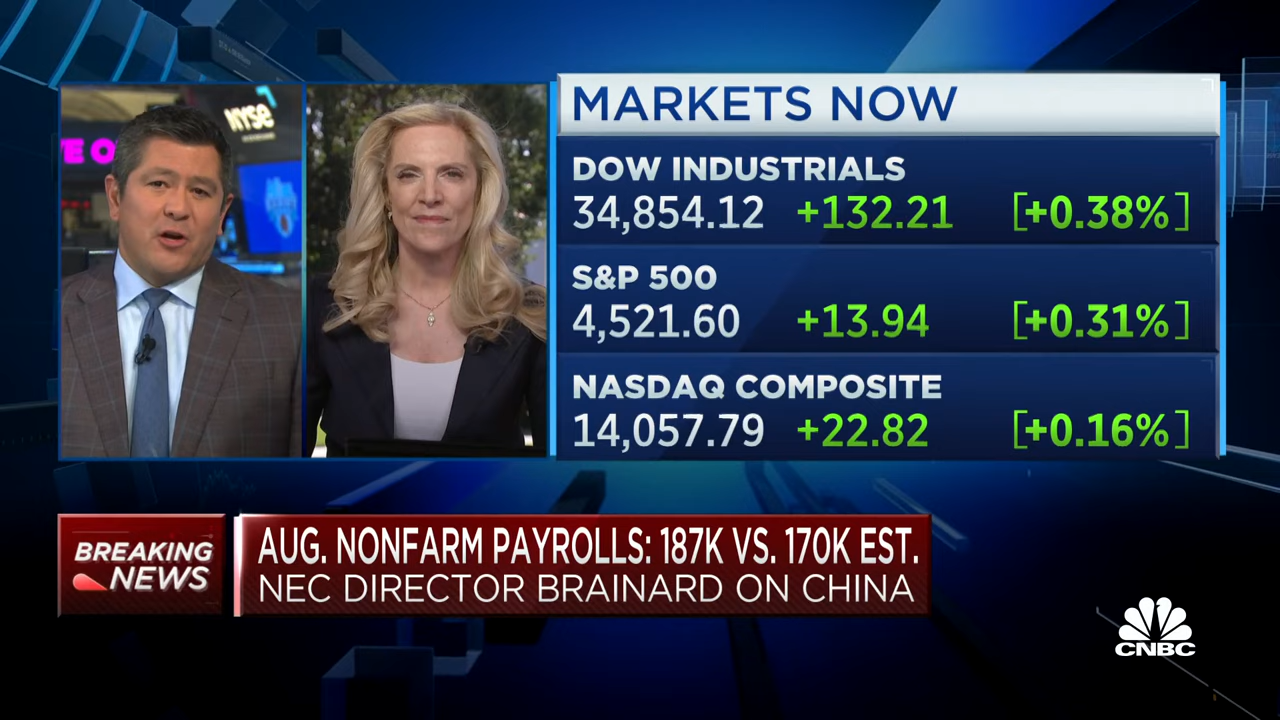 VE O
NYSE
MARKETS NOW
DOW INDUSTRIALS
34,854.12 +132.21 [+0.38%]
S&P 500
4,521.60 +13.94 [+0.31%]
NASDAQ COMPOSITE
14,057.79 +22.82 [+0.16%]
BREAKING NEWS
AUG. NONFARM PAYROLLS: 187K VS. 170K EST.
NEC DIRECTOR BRAINARD ON CHINA
CNBC